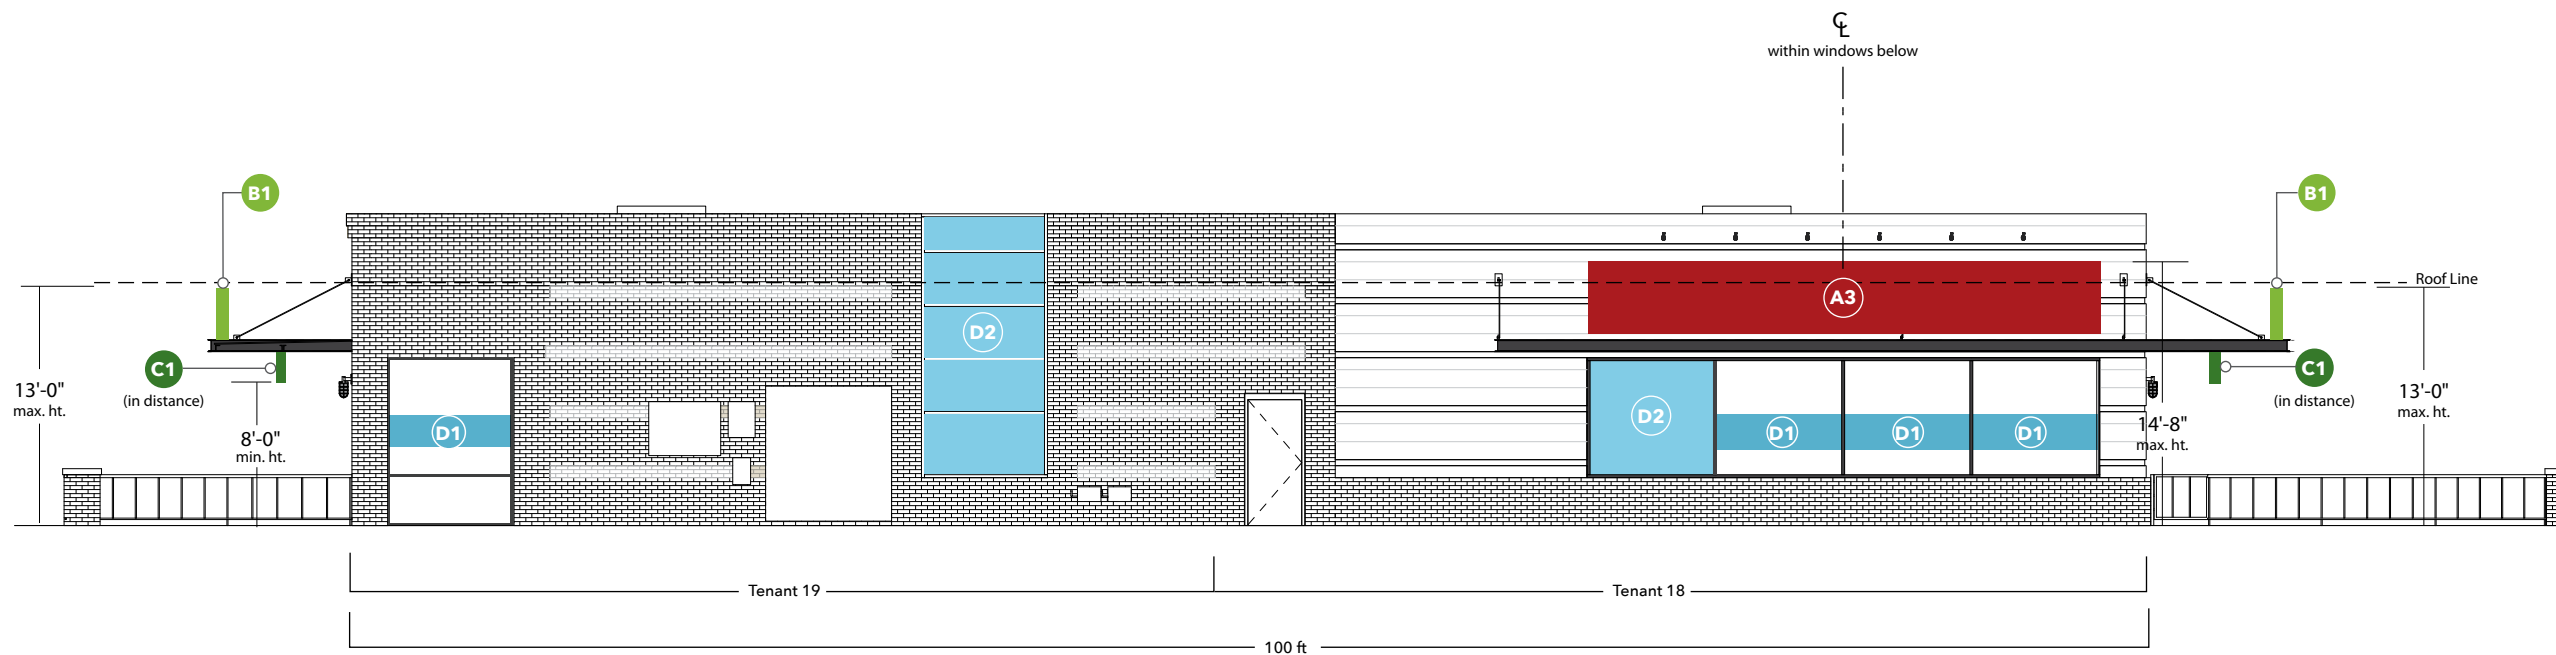 ℄
within windows below
B1
B1
Roof Line
A3
D2
C1
(in distance)
C1
(in distance)
13'-0"
max. ht.
8'-0"
min. ht.
D1
D2
D1
D1
D1
14'-8"
max. ht.
13'-0"
max. ht.
Tenant 19
Tenant 18
100 ft